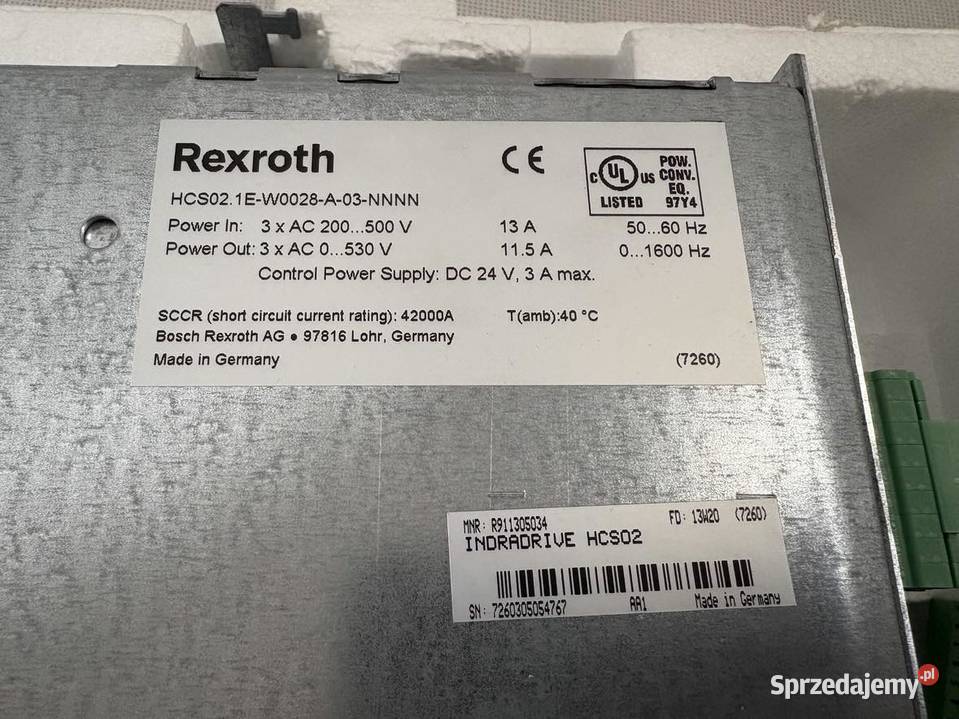 Rexroth
CE
HCS02.1E-W0028-A-03-NNNN
C UL US LISTED
POW. CONV. EQ. 97Y4
Power In: 3 x AC 200...500 V 13 A 50...60 Hz
Power Out: 3 x AC 0...530 V 11.5 A 0...1600 Hz
Control Power Supply: DC 24 V, 3 A max.
SCCR (short circuit current rating): 42000A T(amb):40 °C
Bosch Rexroth AG ● 97816 Lohr, Germany
Made in Germany (7260)
MNR: R911305034 FD: 13W20 (7260)
INDRADRIVE HCS02
SN: 7260305054767 AA1 Made in Germany
Sprzedajemy.pl